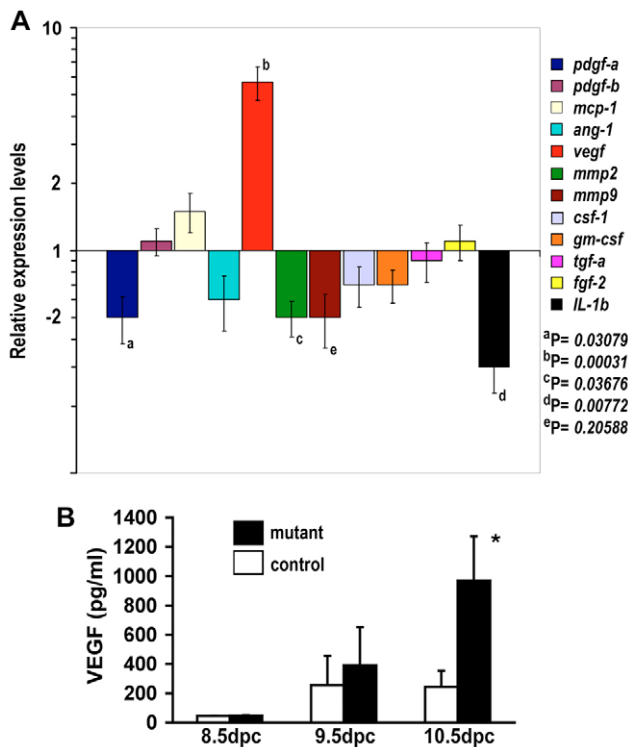 A
10
2
1
-2
Relative expression levels
b
a
c
e
d
pdgf-a
pdgf-b
mcp-1
ang-1
vegf
mmp2
mmp9
csf-1
gm-csf
tgf-a
fgf-2
IL-1b
aP= 0.03079
bP= 0.00031
cP= 0.03676
dP= 0.00772
eP= 0.20588
B
VEGF (pg/ml)
1400
1200
1000
800
600
400
200
0
mutant
control
*
8.5dpc 9.5dpc 10.5dpc